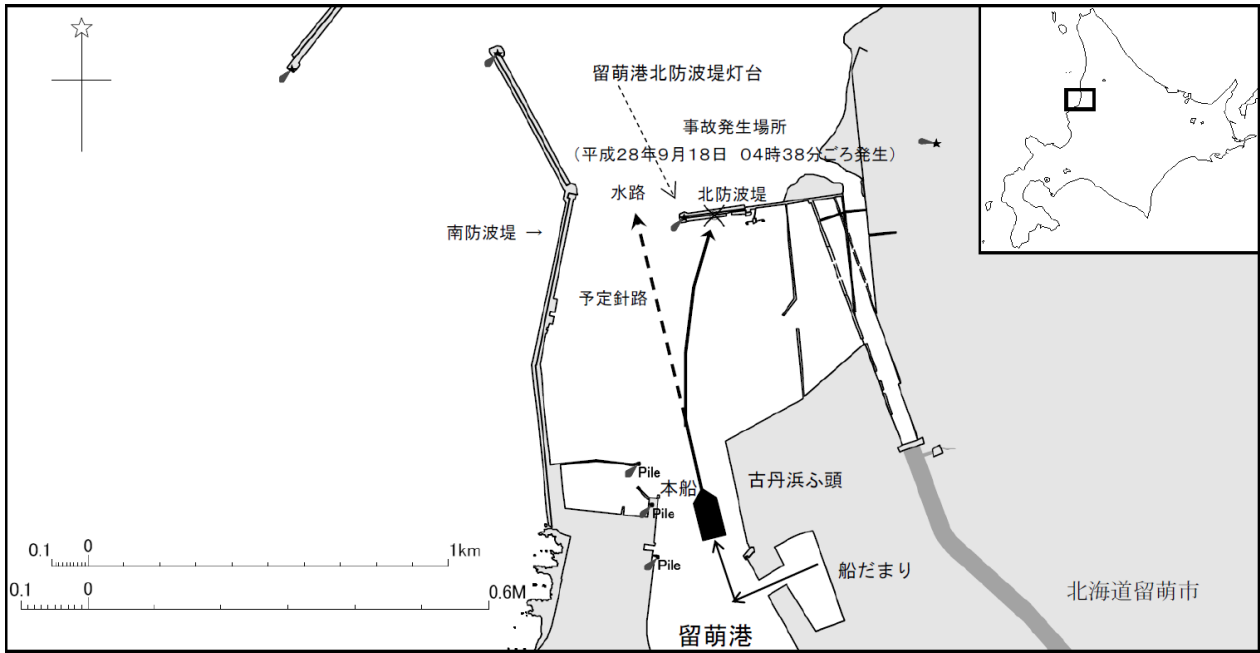 留萌港北防波堤灯台
事故発生場所
（平成28年9月18日　04時38分ごろ発生）
水路
北防波堤
南防波堤 →
予定針路
Pile
本船
Pile
古丹浜ふ頭
0.1 0 1km
Pile
船だまり
0.1 0 0.6M
北海道留萌市
留萌港